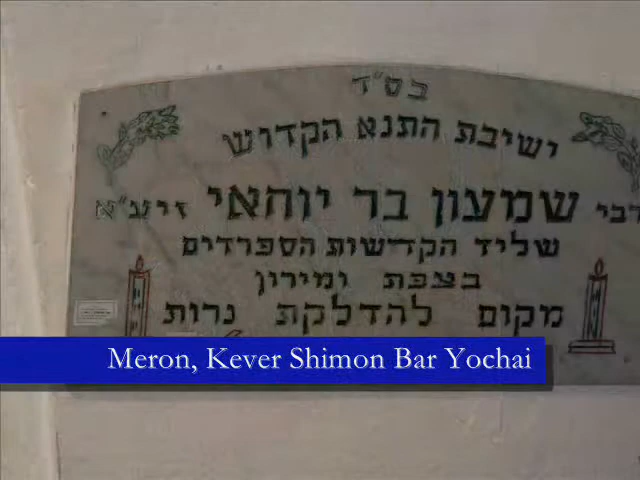 בס״ד
ישיבת התנא הקדוש
רבי שמעון בר יוחאי זיע״א
שליד הקדשות הספרדים
בצפת ומירון
מקום להדלקת נרות
Meron, Kever Shimon Bar Yochai